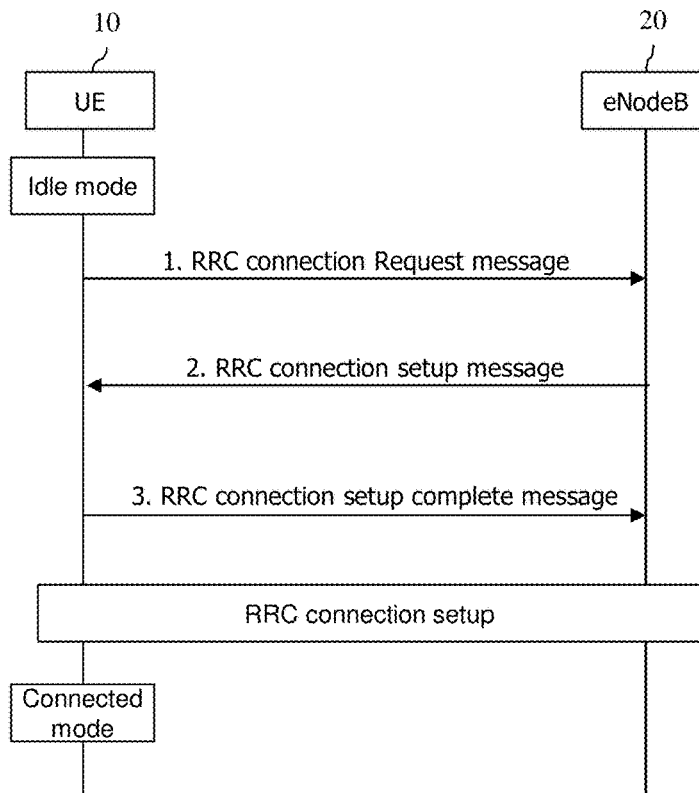 10
20
UE
eNodeB
Idle mode
1. RRC connection Request message
2. RRC connection setup message
3. RRC connection setup complete message
RRC connection setup
Connected
mode